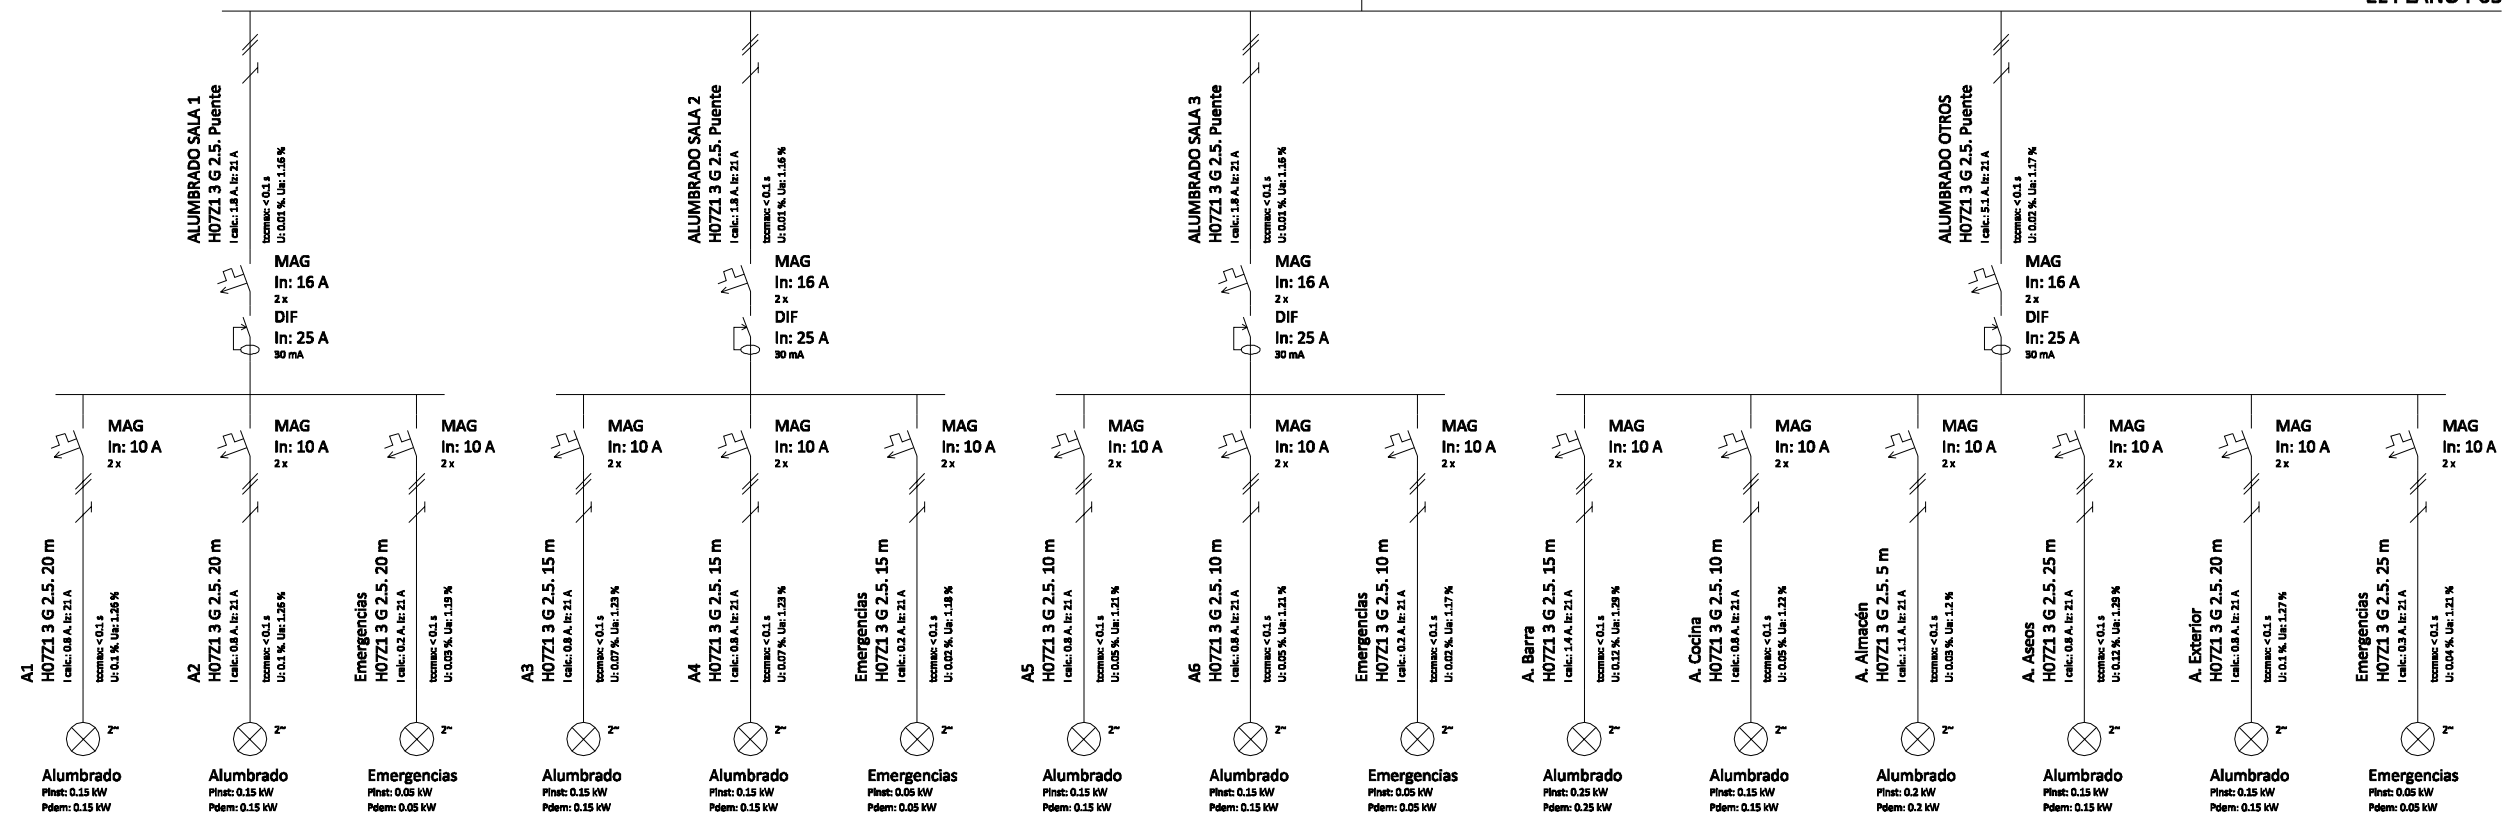 ALUMBRADO SALA 1
H07Z1 3 G 2.5. Puente
I calc.: 1.8 A. Iz: 21 A
tccmax: < 0.1 s
U: 0.01 %. Ua: 1.16 %
MAG
In: 16 A
2 x
DIF
In: 25 A
30 mA
ALUMBRADO SALA 2
H07Z1 3 G 2.5. Puente
I calc.: 1.8 A. Iz: 21 A
tccmax: < 0.1 s
U: 0.01 %. Ua: 1.16 %
MAG
In: 16 A
2 x
DIF
In: 25 A
30 mA
ALUMBRADO SALA 3
H07Z1 3 G 2.5. Puente
I calc.: 1.8 A. Iz: 21 A
tccmax: < 0.1 s
U: 0.01 %. Ua: 1.16 %
MAG
In: 16 A
2 x
DIF
In: 25 A
30 mA
ALUMBRADO OTROS
H07Z1 3 G 2.5. Puente
I calc.: 5.1 A. Iz: 21 A
tccmax: < 0.1 s
U: 0.02 %. Ua: 1.17 %
MAG
In: 16 A
2 x
DIF
In: 25 A
30 mA
MAG
In: 10 A
2 x
A1
H07Z1 3 G 2.5. 20 m
I calc.: 0.8 A. Iz: 21 A
tccmax: < 0.1 s
U: 0.1 %. Ua: 1.26 %
2~
Alumbrado
Pinst: 0.15 kW
Pdem: 0.15 kW
MAG
In: 10 A
2 x
A2
H07Z1 3 G 2.5. 20 m
I calc.: 0.8 A. Iz: 21 A
tccmax: < 0.1 s
U: 0.1 %. Ua: 1.26 %
2~
Alumbrado
Pinst: 0.15 kW
Pdem: 0.15 kW
MAG
In: 10 A
2 x
Emergencias
H07Z1 3 G 2.5. 20 m
I calc.: 0.2 A. Iz: 21 A
tccmax: < 0.1 s
U: 0.03 %. Ua: 1.19 %
2~
Emergencias
Pinst: 0.05 kW
Pdem: 0.05 kW
MAG
In: 10 A
2 x
A3
H07Z1 3 G 2.5. 15 m
I calc.: 0.8 A. Iz: 21 A
tccmax: < 0.1 s
U: 0.07 %. Ua: 1.23 %
2~
Alumbrado
Pinst: 0.15 kW
Pdem: 0.15 kW
MAG
In: 10 A
2 x
A4
H07Z1 3 G 2.5. 15 m
I calc.: 0.8 A. Iz: 21 A
tccmax: < 0.1 s
U: 0.07 %. Ua: 1.23 %
2~
Alumbrado
Pinst: 0.15 kW
Pdem: 0.15 kW
MAG
In: 10 A
2 x
Emergencias
H07Z1 3 G 2.5. 15 m
I calc.: 0.2 A. Iz: 21 A
tccmax: < 0.1 s
U: 0.02 %. Ua: 1.18 %
2~
Emergencias
Pinst: 0.05 kW
Pdem: 0.05 kW
MAG
In: 10 A
2 x
A5
H07Z1 3 G 2.5. 10 m
I calc.: 0.8 A. Iz: 21 A
tccmax: < 0.1 s
U: 0.05 %. Ua: 1.21 %
2~
Alumbrado
Pinst: 0.15 kW
Pdem: 0.15 kW
MAG
In: 10 A
2 x
A6
H07Z1 3 G 2.5. 10 m
I calc.: 0.8 A. Iz: 21 A
tccmax: < 0.1 s
U: 0.05 %. Ua: 1.21 %
2~
Alumbrado
Pinst: 0.15 kW
Pdem: 0.15 kW
MAG
In: 10 A
2 x
Emergencias
H07Z1 3 G 2.5. 10 m
I calc.: 0.2 A. Iz: 21 A
tccmax: < 0.1 s
U: 0.02 %. Ua: 1.17 %
2~
Emergencias
Pinst: 0.05 kW
Pdem: 0.05 kW
MAG
In: 10 A
2 x
A. Barra
H07Z1 3 G 2.5. 15 m
I calc.: 1.4 A. Iz: 21 A
tccmax: < 0.1 s
U: 0.12 %. Ua: 1.29 %
2~
Alumbrado
Pinst: 0.25 kW
Pdem: 0.25 kW
MAG
In: 10 A
2 x
A. Cocina
H07Z1 3 G 2.5. 10 m
I calc.: 0.8 A. Iz: 21 A
tccmax: < 0.1 s
U: 0.05 %. Ua: 1.22 %
2~
Alumbrado
Pinst: 0.15 kW
Pdem: 0.15 kW
MAG
In: 10 A
2 x
A. Almacén
H07Z1 3 G 2.5. 5 m
I calc.: 1.1 A. Iz: 21 A
tccmax: < 0.1 s
U: 0.03 %. Ua: 1.2 %
2~
Alumbrado
Pinst: 0.2 kW
Pdem: 0.2 kW
MAG
In: 10 A
2 x
A. Aseos
H07Z1 3 G 2.5. 25 m
I calc.: 0.8 A. Iz: 21 A
tccmax: < 0.1 s
U: 0.12 %. Ua: 1.29 %
2~
Alumbrado
Pinst: 0.15 kW
Pdem: 0.15 kW
MAG
In: 10 A
2 x
A. Exterior
H07Z1 3 G 2.5. 20 m
I calc.: 0.8 A. Iz: 21 A
tccmax: < 0.1 s
U: 0.1 %. Ua: 1.27 %
2~
Alumbrado
Pinst: 0.15 kW
Pdem: 0.15 kW
MAG
In: 10 A
2 x
Emergencias
H07Z1 3 G 2.5. 25 m
I calc.: 0.3 A. Iz: 21 A
tccmax: < 0.1 s
U: 0.04 %. Ua: 1.21 %
2~
Emergencias
Pinst: 0.05 kW
Pdem: 0.05 kW